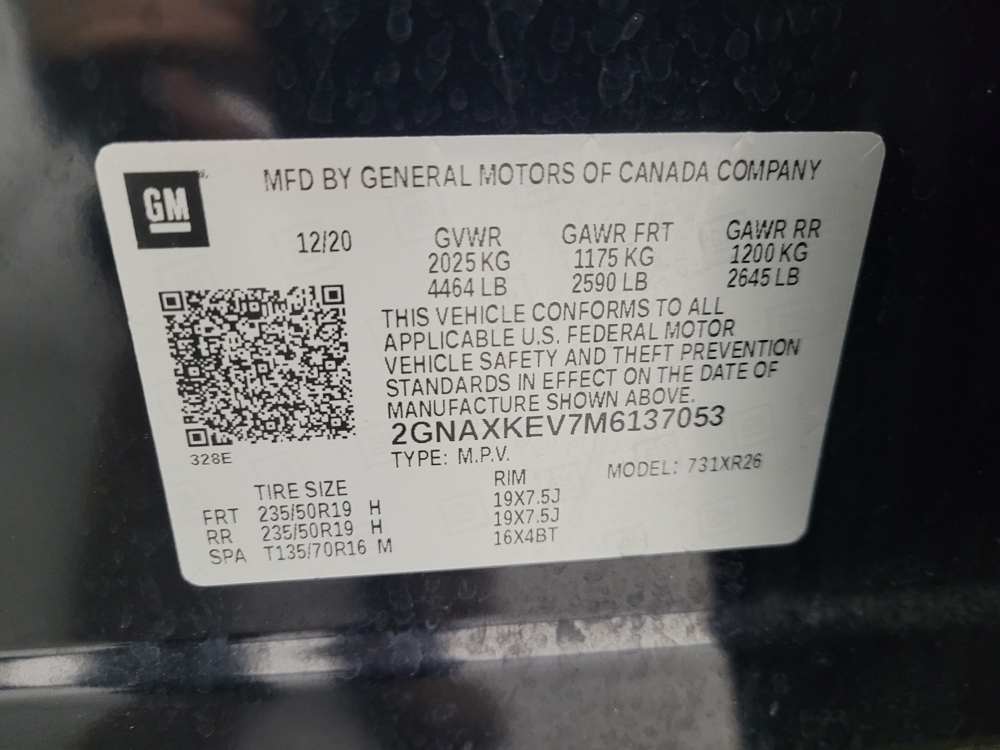 GM
MFD BY GENERAL MOTORS OF CANADA COMPANY
12/20
GVWR GAWR FRT GAWR RR
2025 KG 1175 KG 1200 KG
4464 LB 2590 LB 2645 LB
THIS VEHICLE CONFORMS TO ALL
APPLICABLE U.S. FEDERAL MOTOR
VEHICLE SAFETY AND THEFT PREVENTION
STANDARDS IN EFFECT ON THE DATE OF
MANUFACTURE SHOWN ABOVE.
2GNAXKEV7M6137053
TYPE: M.P.V. MODEL: 731XR26
328E
TIRE SIZE RIM
FRT 235/50R19 H 19X7.5J
RR 235/50R19 H 19X7.5J
SPA T135/70R16 M 16X4BT